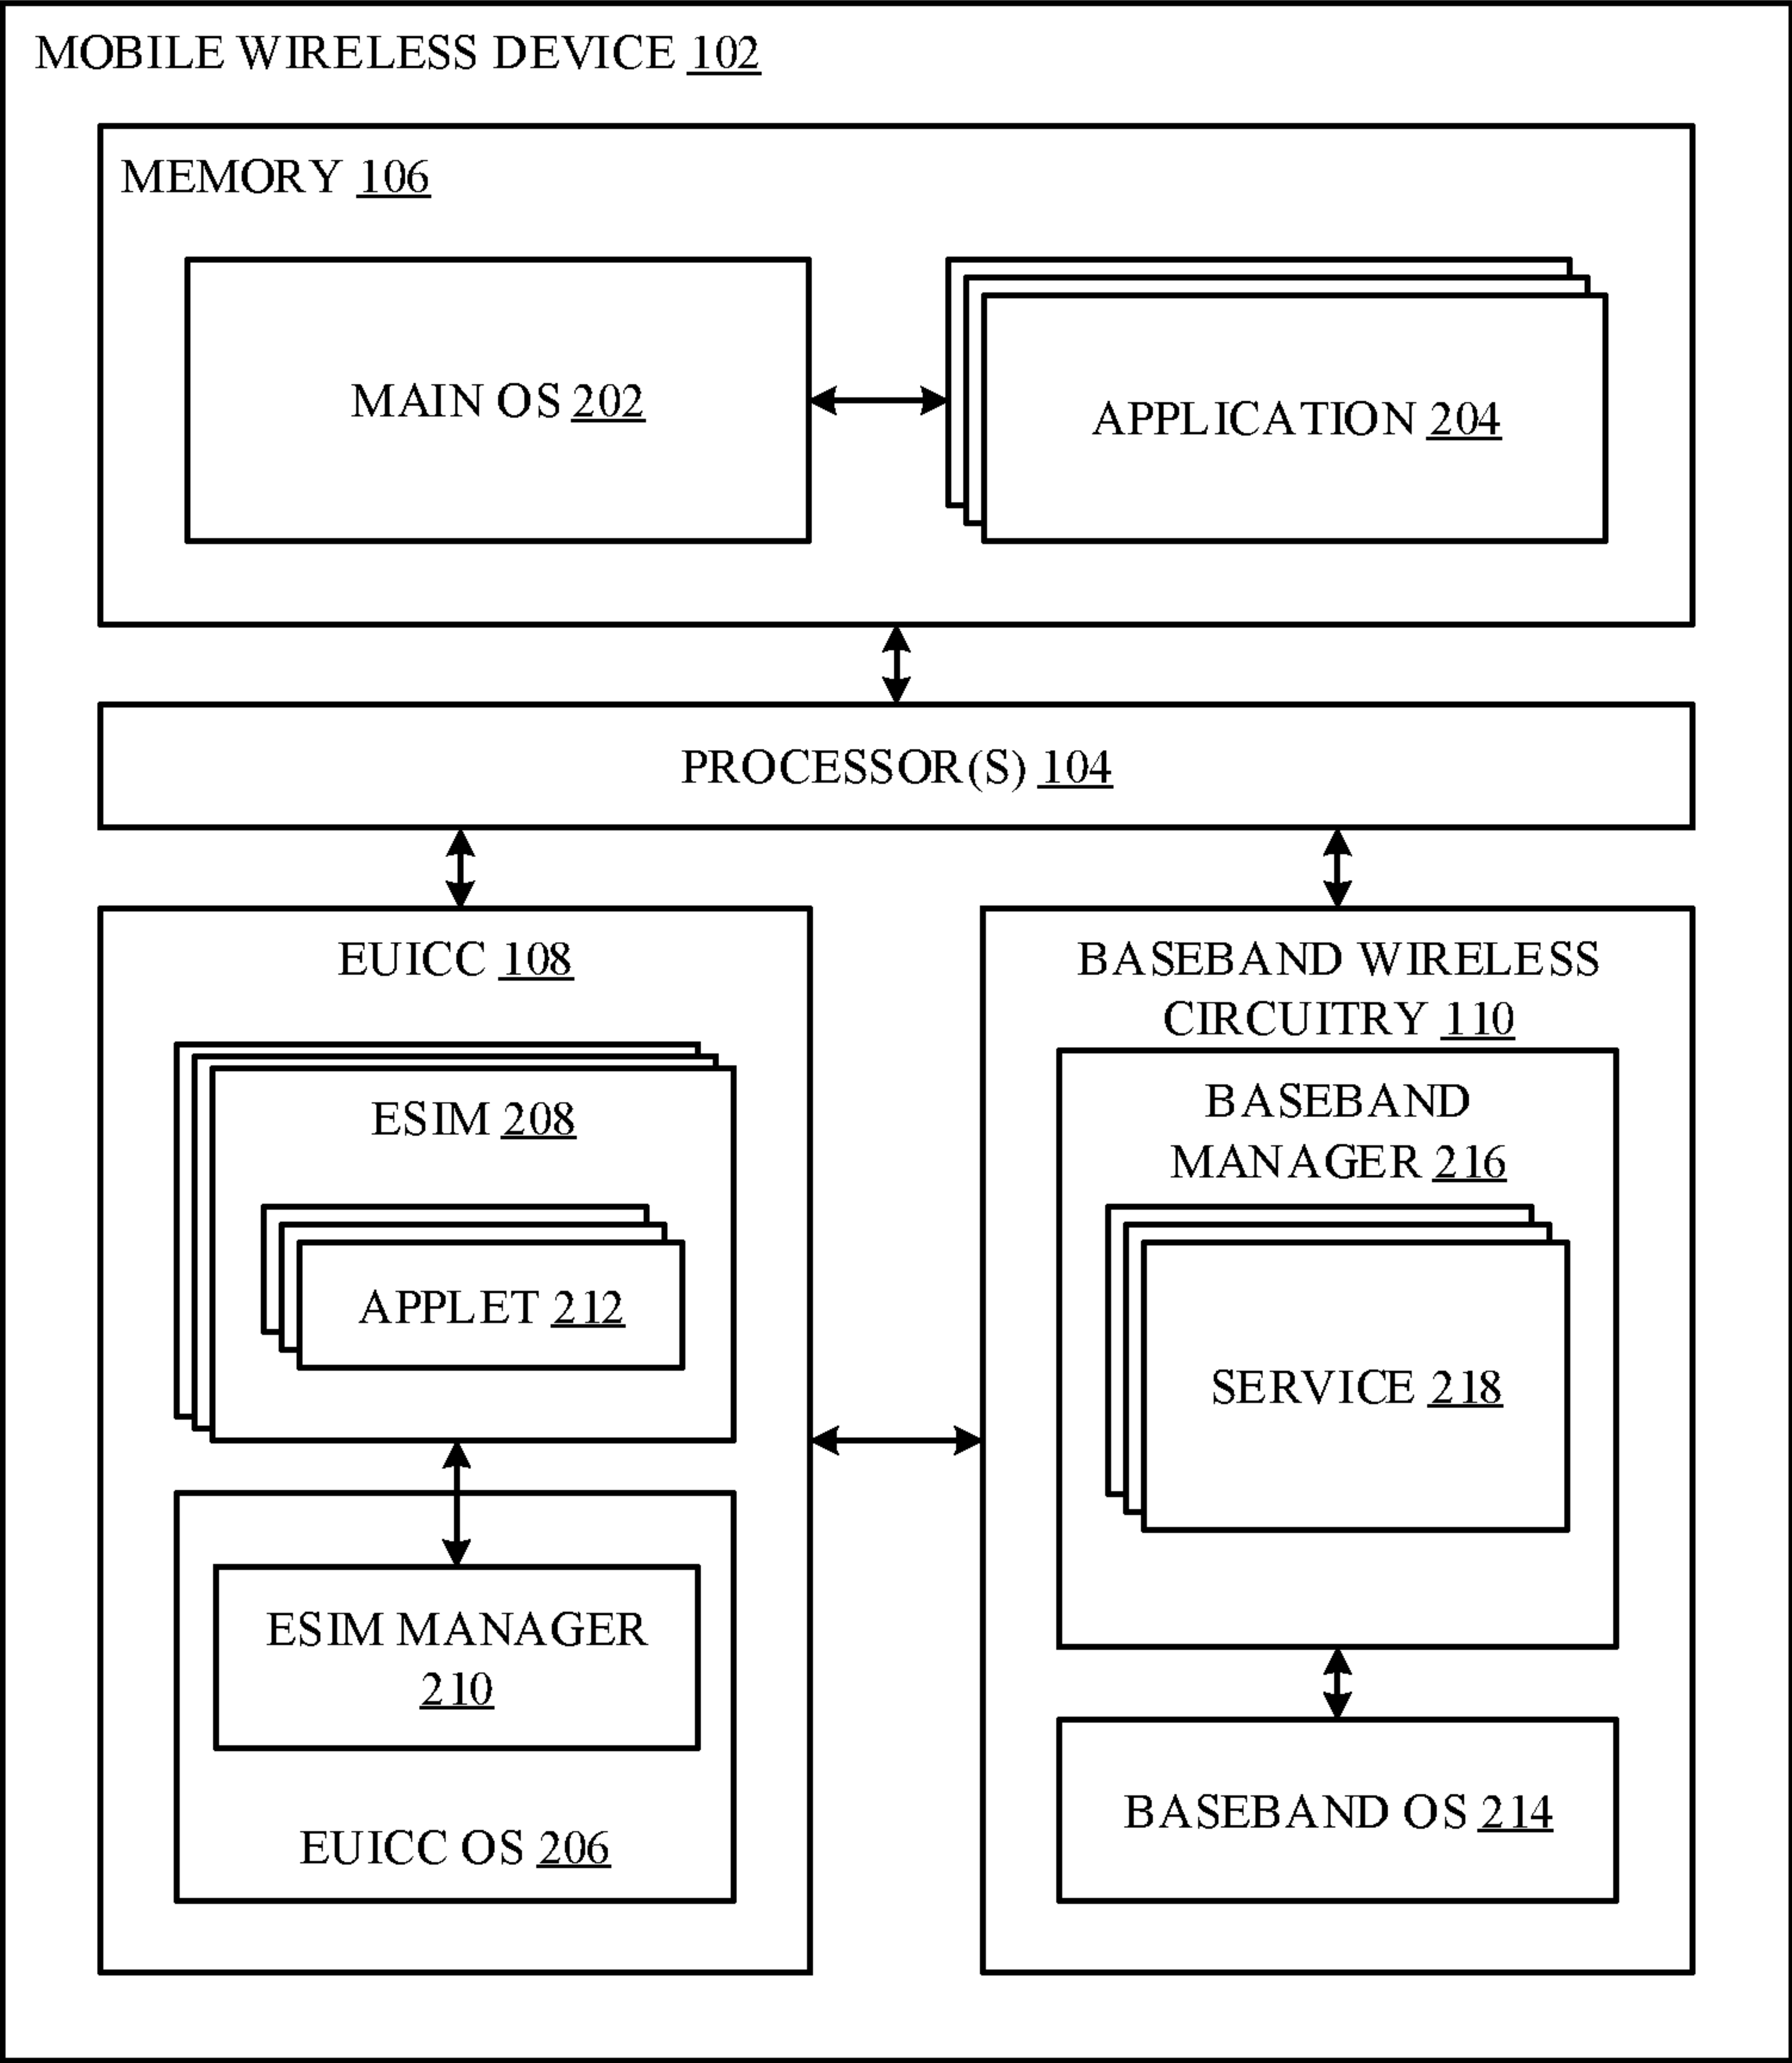 MOBILE WIRELESS DEVICE 102
MEMORY 106
MAIN OS 202
APPLICATION 204
PROCESSOR(S) 104
EUICC 108
ESIM 208
APPLET 212
ESIM MANAGER
210
EUICC OS 206
BASEBAND WIRELESS
CIRCUITRY 110
BASEBAND
MANAGER 216
SERVICE 218
BASEBAND OS 214